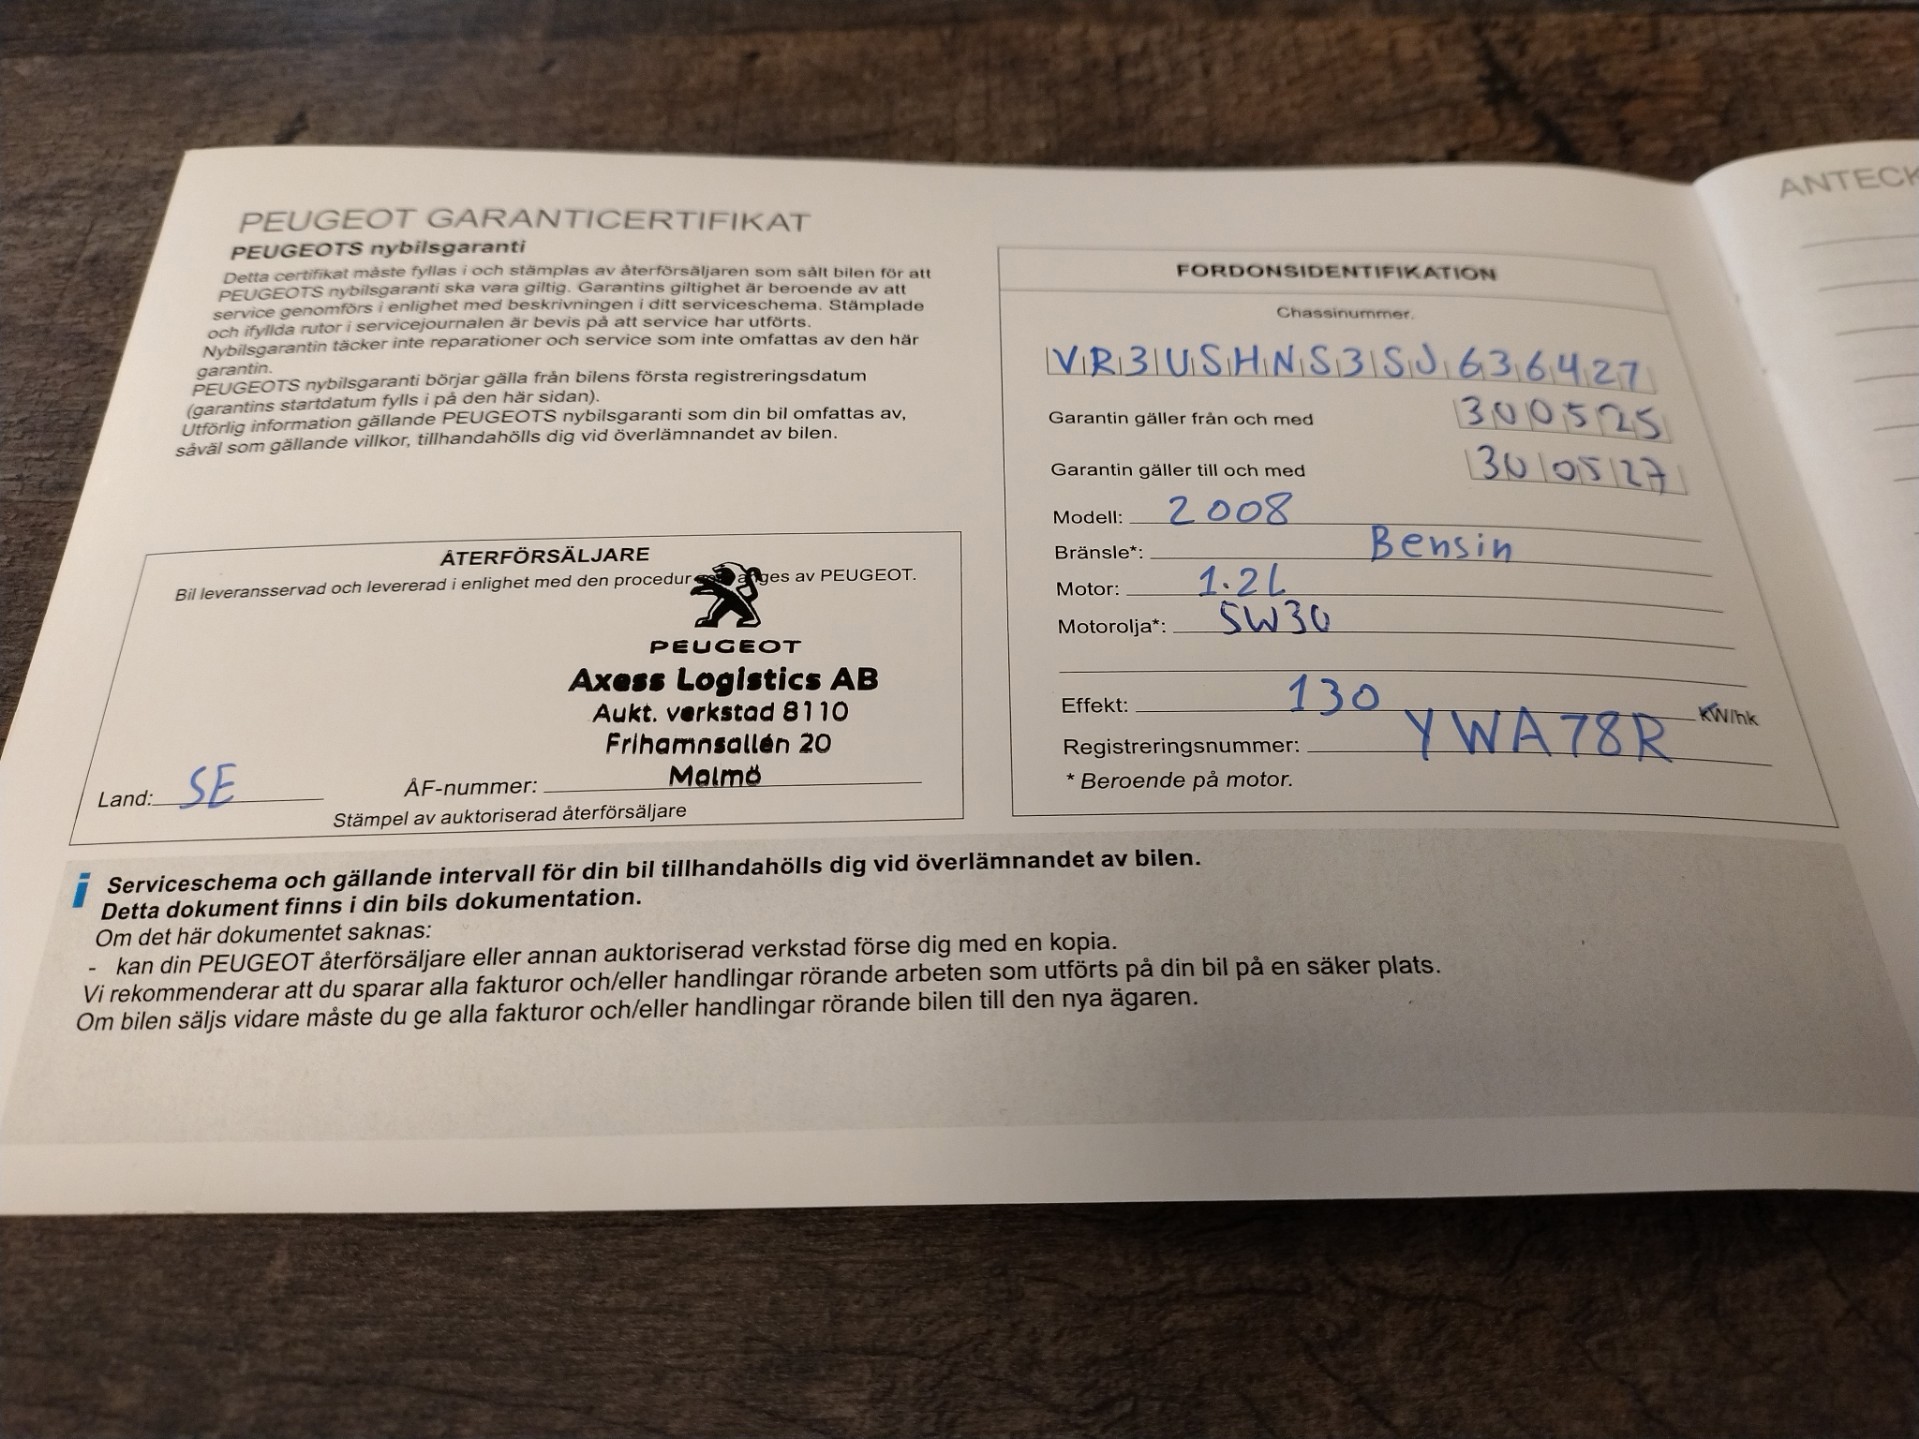 PEUGEOT GARANTICERTIFIKAT
PEUGEOTS nybilsgaranti
Detta certifikat måste fyllas i och stämplas av återförsäljaren som sålt bilen för att
PEUGEOTS nybilsgaranti ska vara giltig. Garantins giltighet är beroende av att
service genomförs i enlighet med beskrivningen i ditt serviceschema. Stämplade
och ifyllda rutor i servicejournalen är bevis på att service har utförts.
Nybilsgarantin täcker inte reparationer och service som inte omfattas av den här
garantin.
PEUGEOTS nybilsgaranti börjar gälla från bilens första registreringsdatum
(garantins startdatum fylls i på den här sidan).
Utförlig information gällande PEUGEOTS nybilsgaranti som din bil omfattas av,
såväl som gällande villkor, tillhandahölls dig vid överlämnandet av bilen.
ÅTERFÖRSÄLJARE
Bil leveransservad och levererad i enlighet med den procedur anges av PEUGEOT.
PEUGEOT
Axess Logistics AB
Aukt. verkstad 8110
Frihamnsallén 20
Malmö
Land: SE ÅF-nummer:
Stämpel av auktoriserad återförsäljare
FORDONSIDENTIFIKATION
Chassinummer.
VR3USHNS3SJ636427
Garantin gäller från och med 300525
Garantin gäller till och med 300527
Modell: 2008
Bränsle*: Bensin
Motor: 1.2L
Motorolja*: 5W30
Effekt: 130 kW/hk
Registreringsnummer: YWA78R
* Beroende på motor.
i Serviceschema och gällande intervall för din bil tillhandahölls dig vid överlämnandet av bilen.
Detta dokument finns i din bils dokumentation.
Om det här dokumentet saknas:
- kan din PEUGEOT återförsäljare eller annan auktoriserad verkstad förse dig med en kopia.
Vi rekommenderar att du sparar alla fakturor och/eller handlingar rörande arbeten som utförts på din bil på en säker plats.
Om bilen säljs vidare måste du ge alla fakturor och/eller handlingar rörande bilen till den nya ägaren.
ANTECK